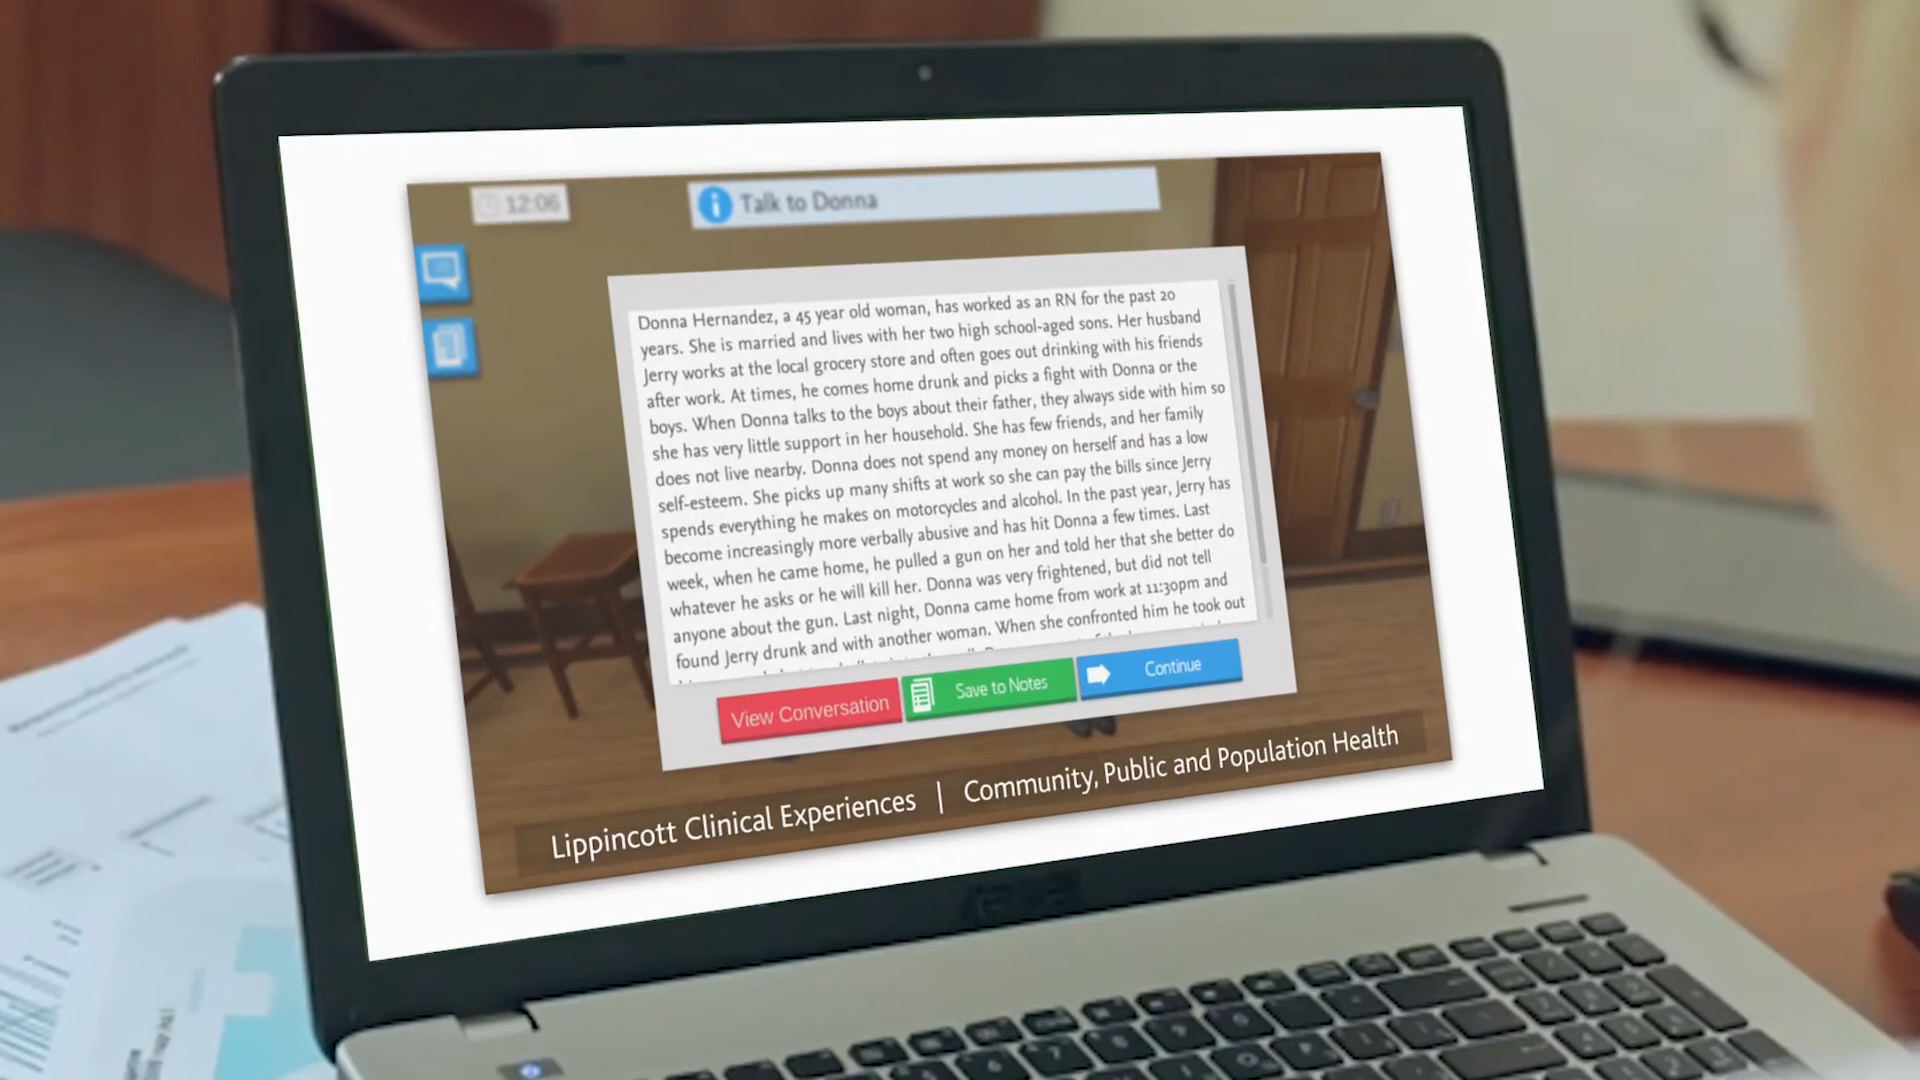 12:06
Talk to Donna
Donna Hernandez, a 45 year old woman, has worked as an RN for the past 20
years. She is married and lives with her two high school-aged sons. Her husband
Jerry works at the local grocery store and often goes out drinking with his friends
after work. At times, he comes home drunk and picks a fight with Donna or the
boys. When Donna talks to the boys about their father, they always side with him so
she has very little support in her household. She has few friends, and her family
does not live nearby. Donna does not spend any money on herself and has a low
self-esteem. She picks up many shifts at work so she can pay the bills since Jerry
spends everything he makes on motorcycles and alcohol. In the past year, Jerry has
become increasingly more verbally abusive and has hit Donna a few times. Last
week, when he came home, he pulled a gun on her and told her that she better do
whatever he asks or he will kill her. Donna was very frightened, but did not tell
anyone about the gun. Last night, Donna came home from work at 11:30pm and
found Jerry drunk and with another woman. When she confronted him he took out
View Conversation
Save to Notes
Continue
Lippincott Clinical Experiences | Community, Public and Population Health